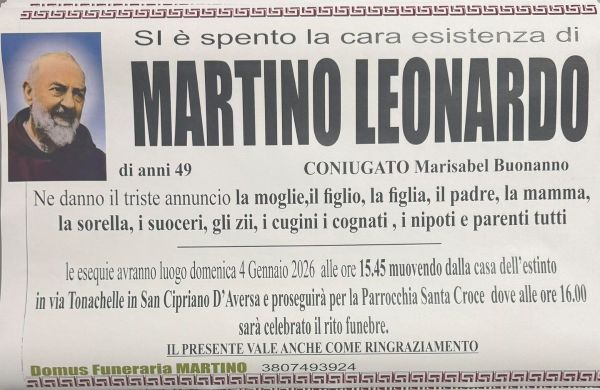 SI è spento la cara esistenza di
MARTINO LEONARDO
di anni 49 CONIUGATO Marisabel Buonanno
Ne danno il triste annuncio la moglie,il figlio, la figlia, il padre, la mamma,
la sorella, i suoceri, gli zii, i cugini i cognati , i nipoti e parenti tutti
le esequie avranno luogo domenica 4 Gennaio 2026 alle ore 15.45 muovendo dalla casa dell'estinto
in via Tonachelle in San Cipriano D'Aversa e proseguirà per la Parrocchia Santa Croce dove alle ore 16.00
sarà celebrato il rito funebre.
IL PRESENTE VALE ANCHE COME RINGRAZIAMENTO
Domus Funeraria MARTINO 3807493924